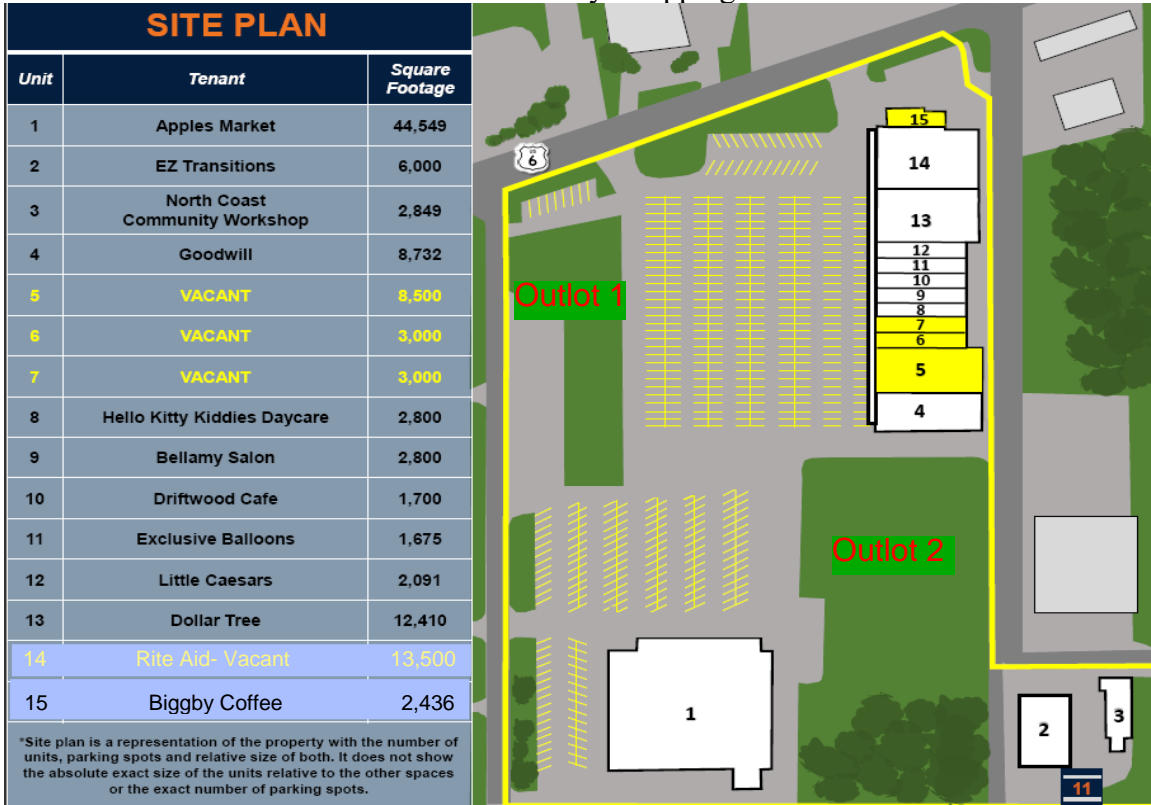 SITE PLAN
Unit Tenant Square Footage
1 Apples Market 44,549
2 EZ Transitions 6,000
3 North Coast Community Workshop 2,849
4 Goodwill 8,732
5 VACANT 8,500
6 VACANT 3,000
7 VACANT 3,000
8 Hello Kitty Kiddies Daycare 2,800
9 Bellamy Salon 2,800
10 Driftwood Cafe 1,700
11 Exclusive Balloons 1,675
12 Little Caesars 2,091
13 Dollar Tree 12,410
14 Rite Aid- Vacant 13,500
15 Biggby Coffee 2,436
*Site plan is a representation of the property with the number of
units, parking spots and relative size of both. It does not show
the absolute exact size of the units relative to the other spaces
or the exact number of parking spots.
US
6
15
14
13
12
11
10
9
8
7
6
5
4
Outlot 1
Outlot 2
1
2
3
11